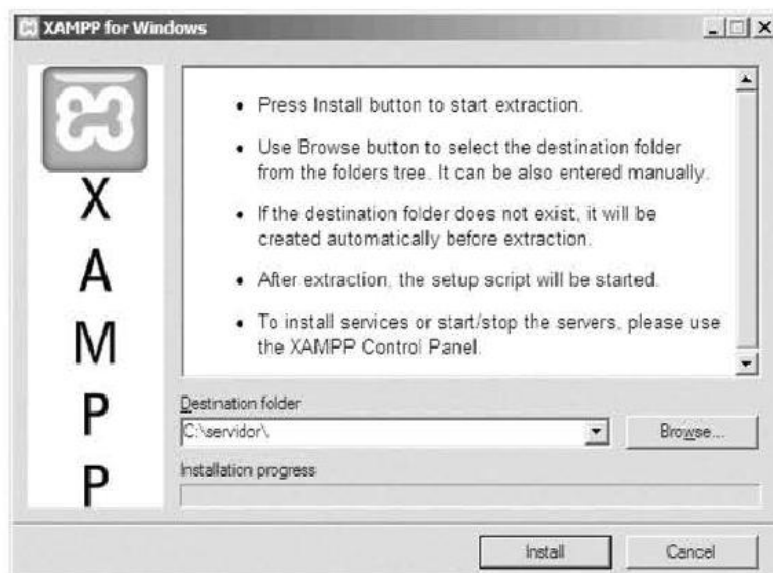 XAMPP for Windows
X
A
M
P
P
• Press Install button to start extraction.
• Use Browse button to select the destination folder
from the folders tree. It can be also entered manually.
• If the destination folder does not exist, it will be
created automatically before extraction.
• After extraction, the setup script will be started.
• To install services or start/stop the servers, please use
the XAMPP Control Panel.
Destination folder
C:\servidor\
Browse...
Installation progress
Install
Cancel